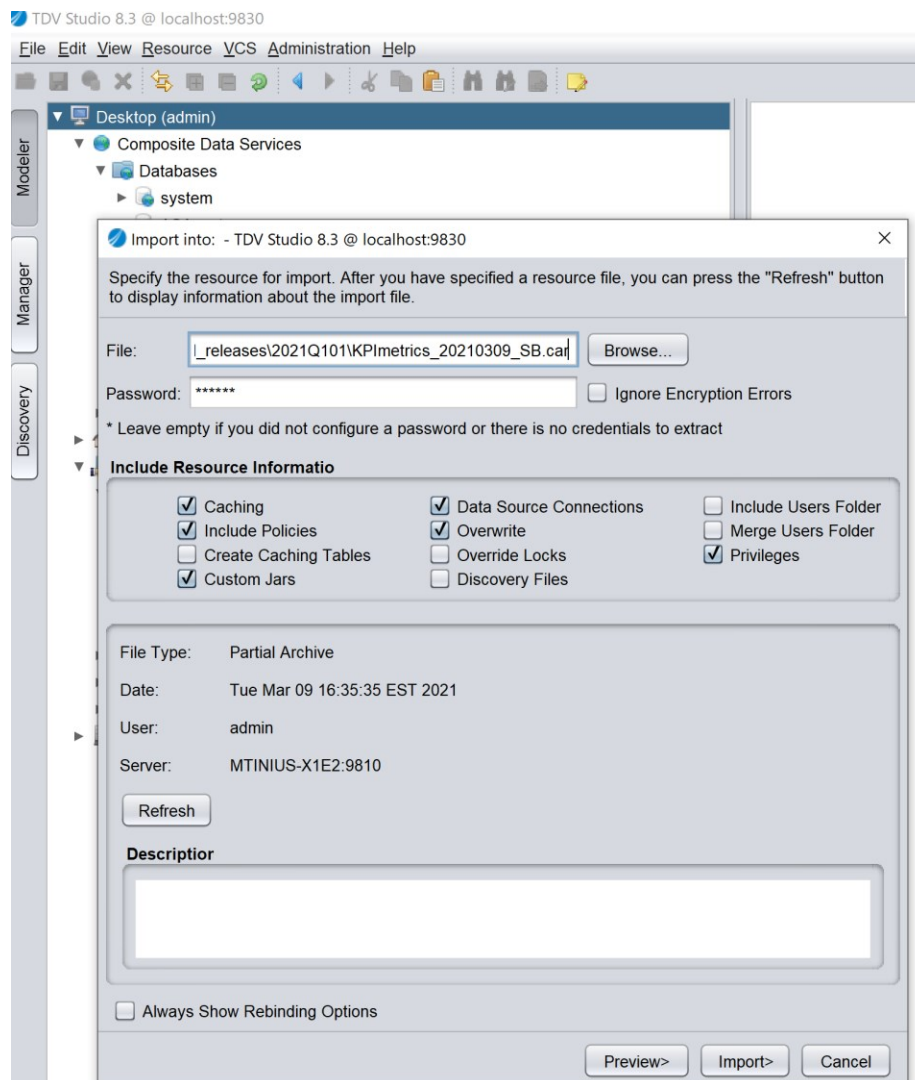 TDV Studio 8.3 @ localhost:9830
File Edit View Resource VCS Administration Help
Desktop (admin)
Composite Data Services
Databases
system
Modeler
Manager
Discovery
Import into: - TDV Studio 8.3 @ localhost:9830
Specify the resource for import. After you have specified a resource file, you can press the "Refresh" button
to display information about the import file.
File: l_releases\2021Q101\KPImetrics_20210309_SB.car Browse...
Password: ****** Ignore Encryption Errors
* Leave empty if you did not configure a password or there is no credentials to extract
Include Resource Informatio
Caching Data Source Connections Include Users Folder
Include Policies Overwrite Merge Users Folder
Create Caching Tables Override Locks Privileges
Custom Jars Discovery Files
File Type: Partial Archive
Date: Tue Mar 09 16:35:35 EST 2021
User: admin
Server: MTINIUS-X1E2:9810
Refresh
Descriptior
Always Show Rebinding Options
Preview> Import> Cancel